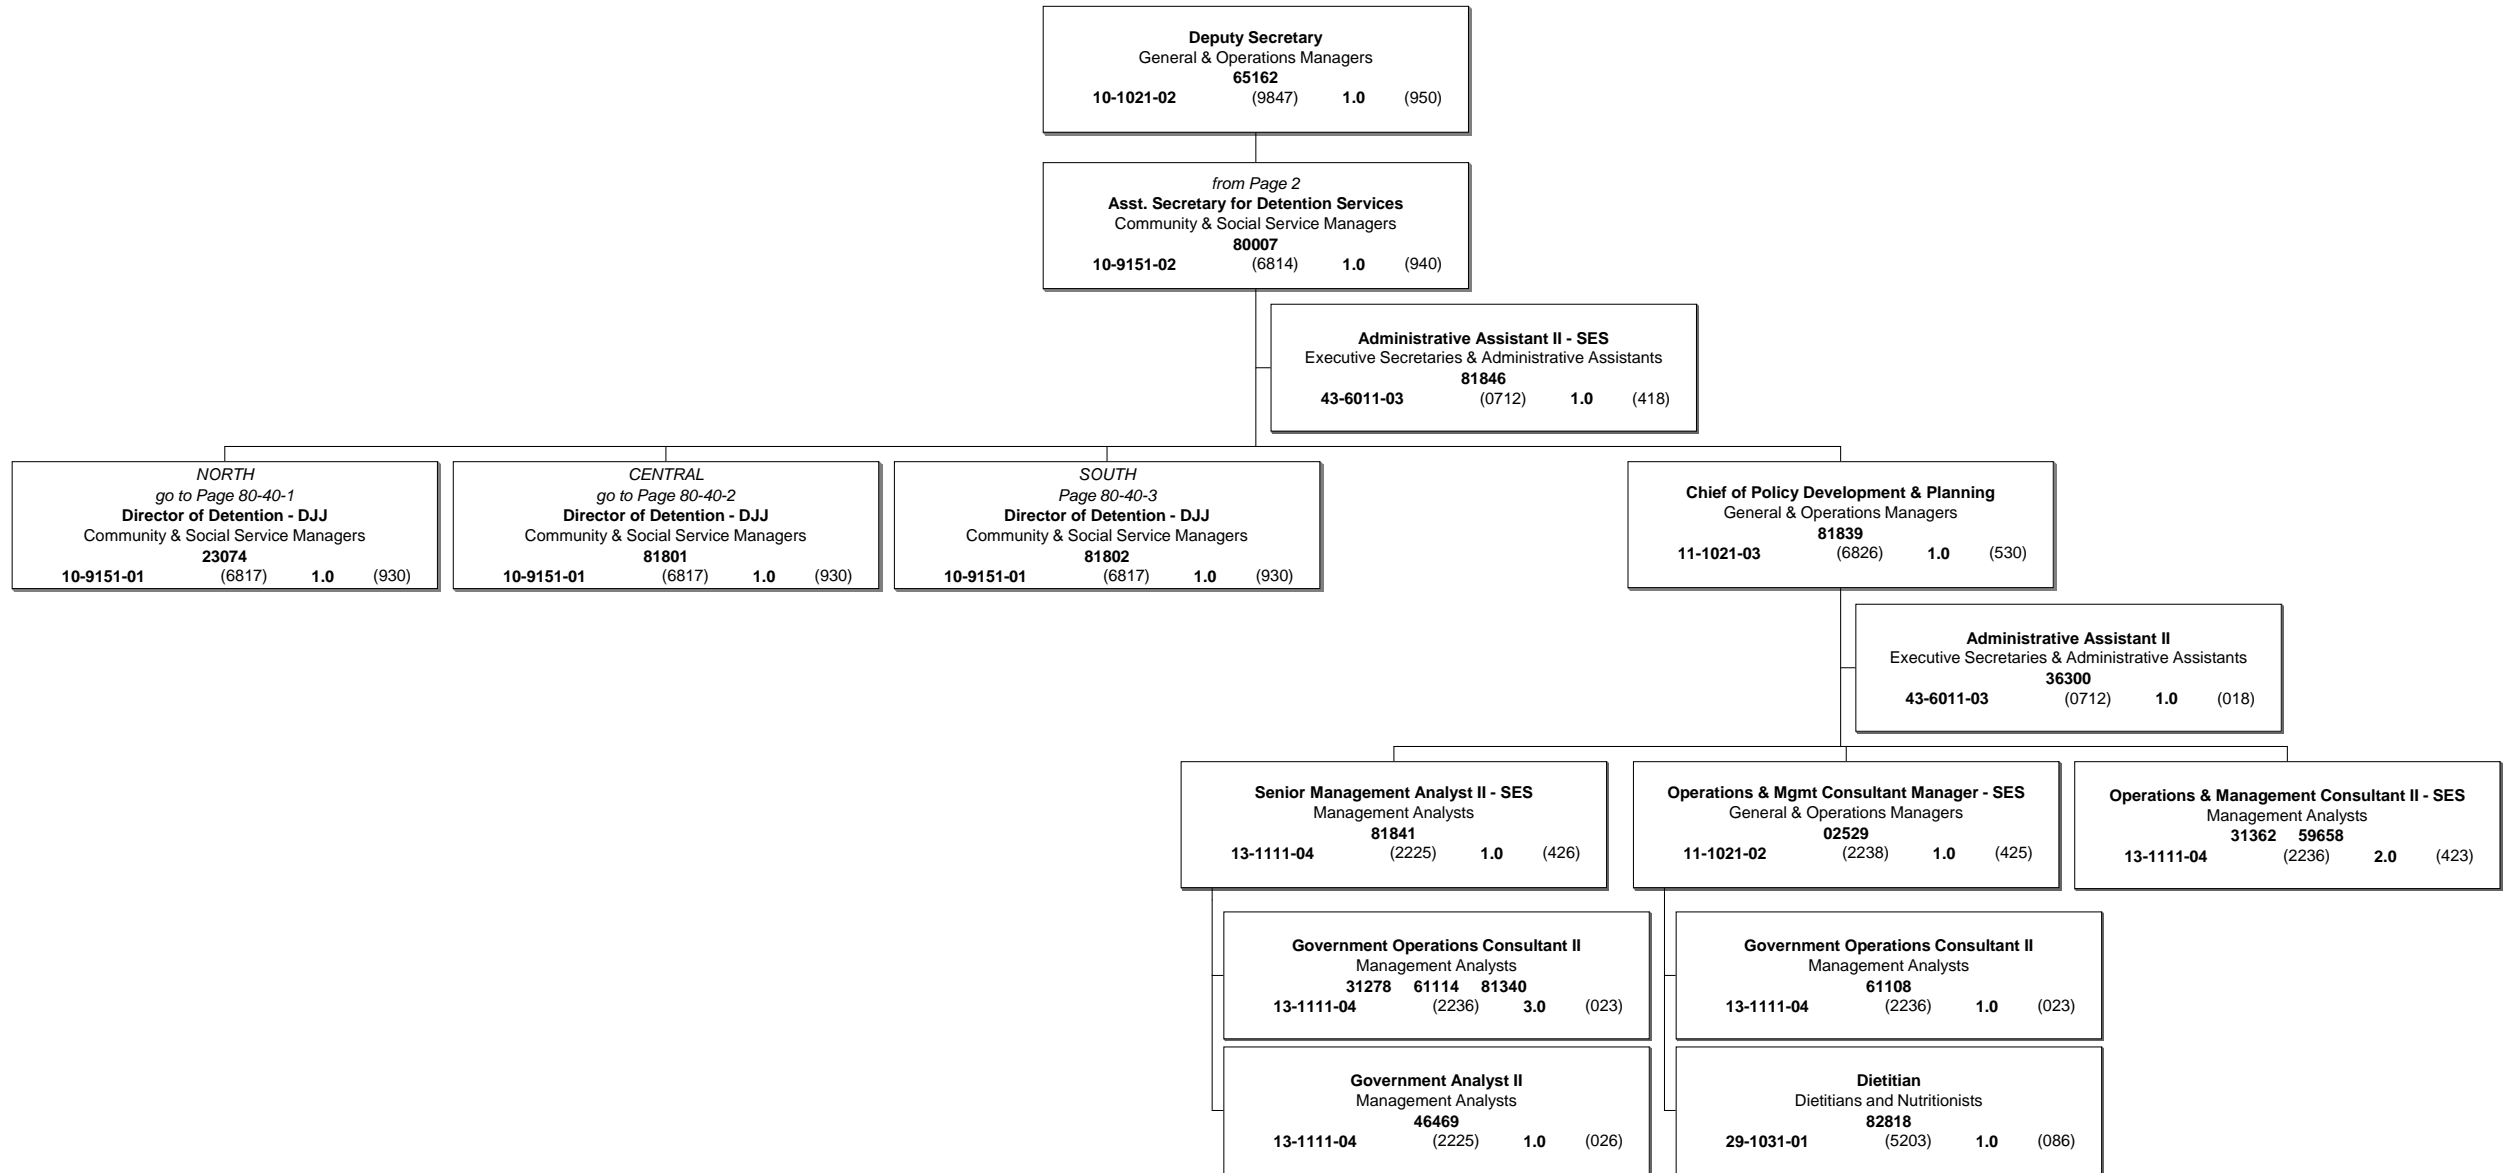 Deputy Secretary
General & Operations Managers
65162
10-1021-02 (9847) 1.0 (950)
from Page 2
Asst. Secretary for Detention Services
Community & Social Service Managers
80007
10-9151-02 (6814) 1.0 (940)
Administrative Assistant II - SES
Executive Secretaries & Administrative Assistants
81846
43-6011-03 (0712) 1.0 (418)
NORTH
go to Page 80-40-1
Director of Detention - DJJ
Community & Social Service Managers
23074
10-9151-01 (6817) 1.0 (930)
CENTRAL
go to Page 80-40-2
Director of Detention - DJJ
Community & Social Service Managers
81801
10-9151-01 (6817) 1.0 (930)
SOUTH
Page 80-40-3
Director of Detention - DJJ
Community & Social Service Managers
81802
10-9151-01 (6817) 1.0 (930)
Chief of Policy Development & Planning
General & Operations Managers
81839
11-1021-03 (6826) 1.0 (530)
Administrative Assistant II
Executive Secretaries & Administrative Assistants
36300
43-6011-03 (0712) 1.0 (018)
Senior Management Analyst II - SES
Management Analysts
81841
13-1111-04 (2225) 1.0 (426)
Operations & Mgmt Consultant Manager - SES
General & Operations Managers
02529
11-1021-02 (2238) 1.0 (425)
Operations & Management Consultant II - SES
Management Analysts
31362 59658
13-1111-04 (2236) 2.0 (423)
Government Operations Consultant II
Management Analysts
31278 61114 81340
13-1111-04 (2236) 3.0 (023)
Government Operations Consultant II
Management Analysts
61108
13-1111-04 (2236) 1.0 (023)
Government Analyst II
Management Analysts
46469
13-1111-04 (2225) 1.0 (026)
Dietitian
Dietitians and Nutritionists
82818
29-1031-01 (5203) 1.0 (086)